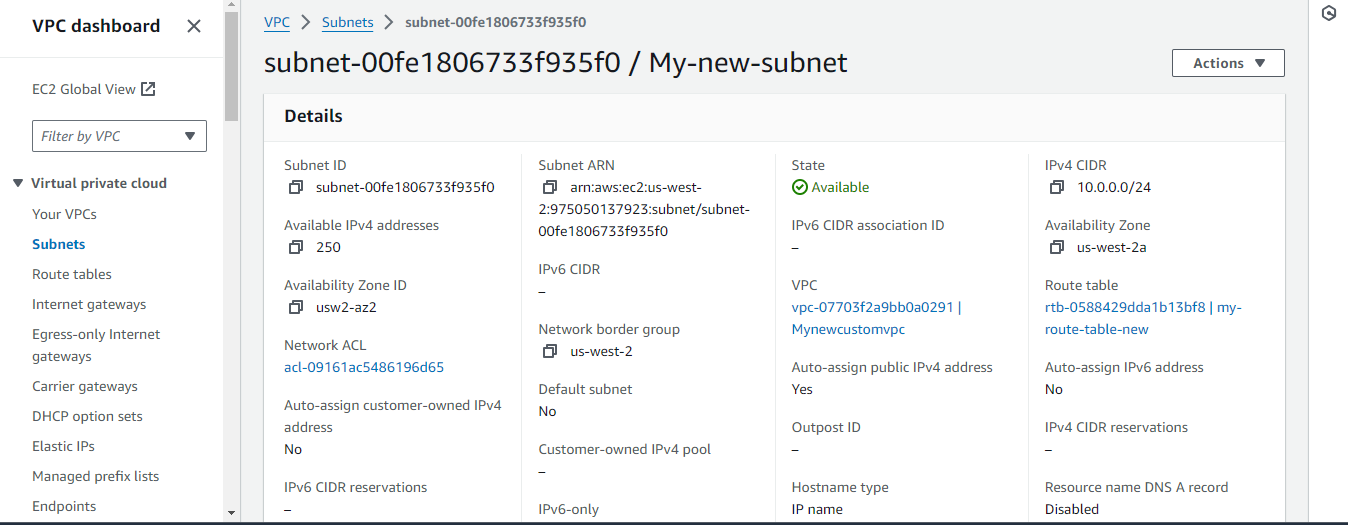 VPC dashboard
EC2 Global View
Filter by VPC
Virtual private cloud
Your VPCs
Subnets
Route tables
Internet gateways
Egress-only Internet
gateways
Carrier gateways
DHCP option sets
Elastic IPs
Managed prefix lists
Endpoints
VPC > Subnets > subnet-00fe1806733f935f0
subnet-00fe1806733f935f0 / My-new-subnet
Actions
Details
Subnet ID
subnet-00fe1806733f935f0
Available IPv4 addresses
250
Availability Zone ID
usw2-az2
Network ACL
acl-09161ac5486196d65
Auto-assign customer-owned IPv4
address
No
IPv6 CIDR reservations
–
Subnet ARN
arn:aws:ec2:us-west-
2:975050137923:subnet/subnet-
00fe1806733f935f0
IPv6 CIDR
–
Network border group
us-west-2
Default subnet
No
Customer-owned IPv4 pool
–
IPv6-only
State
Available
IPv6 CIDR association ID
–
VPC
vpc-07703f2a9bb0a0291 |
Mynewcustomvpc
Auto-assign public IPv4 address
Yes
Outpost ID
–
Hostname type
IP name
IPv4 CIDR
10.0.0.0/24
Availability Zone
us-west-2a
Route table
rtb-0588429dda1b13bf8 | my-
route-table-new
Auto-assign IPv6 address
No
IPv4 CIDR reservations
–
Resource name DNS A record
Disabled